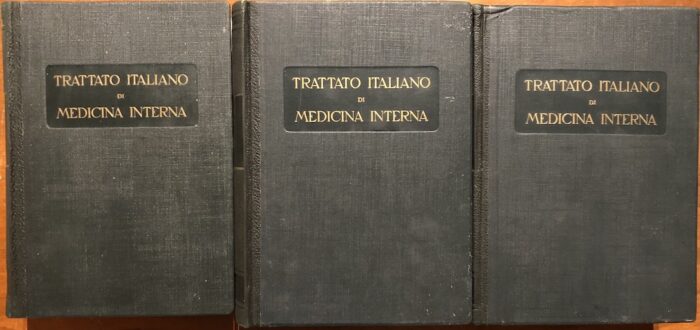 TRATTATO ITALIANO
DI
MEDICINA INTERNA
TRATTATO ITALIANO
DI
MEDICINA INTERNA
TRATTATO ITALIANO
DI
MEDICINA INTERNA